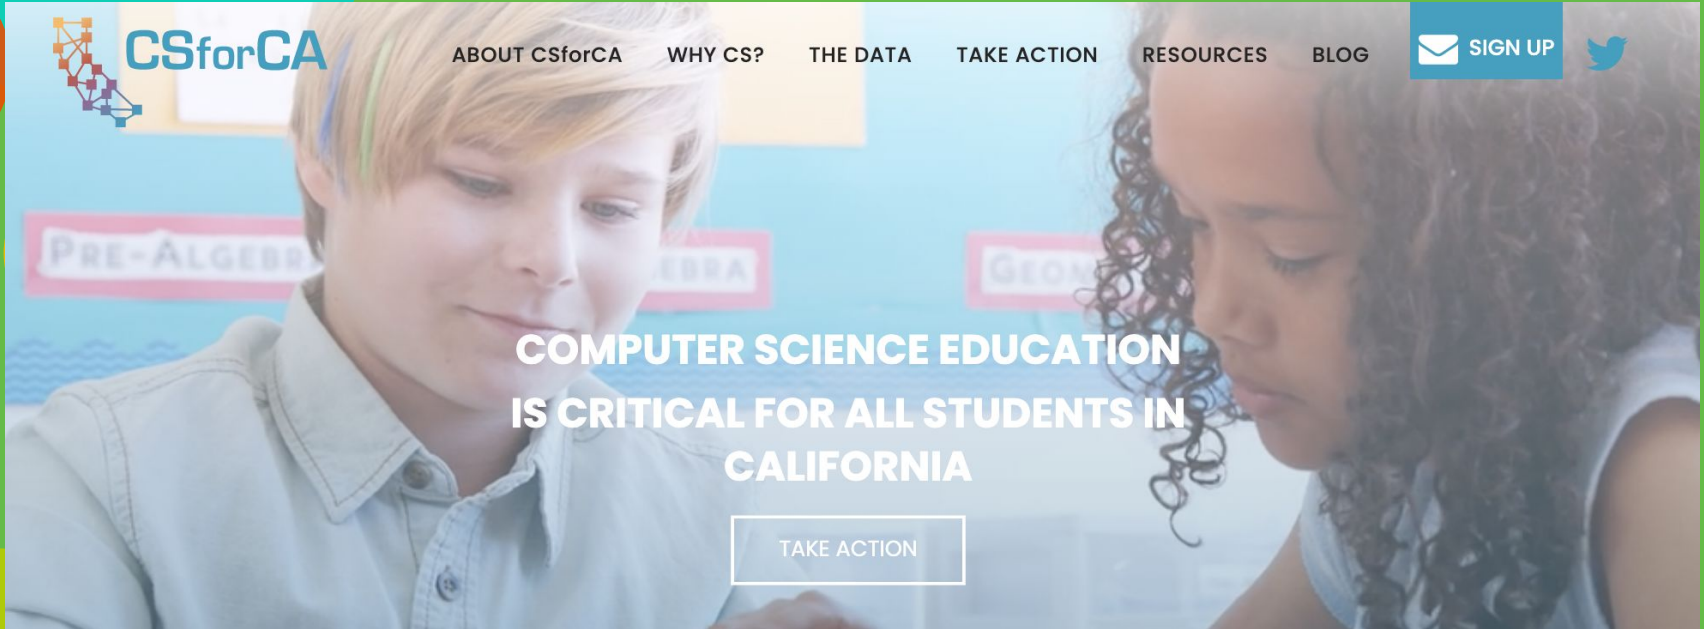 CSforCA
ABOUT CSforCA
WHY CS?
THE DATA
TAKE ACTION
RESOURCES
BLOG
SIGN UP
PRE-ALGEBR
EBRA
GEOM
COMPUTER SCIENCE EDUCATION
IS CRITICAL FOR ALL STUDENTS IN
CALIFORNIA
TAKE ACTION